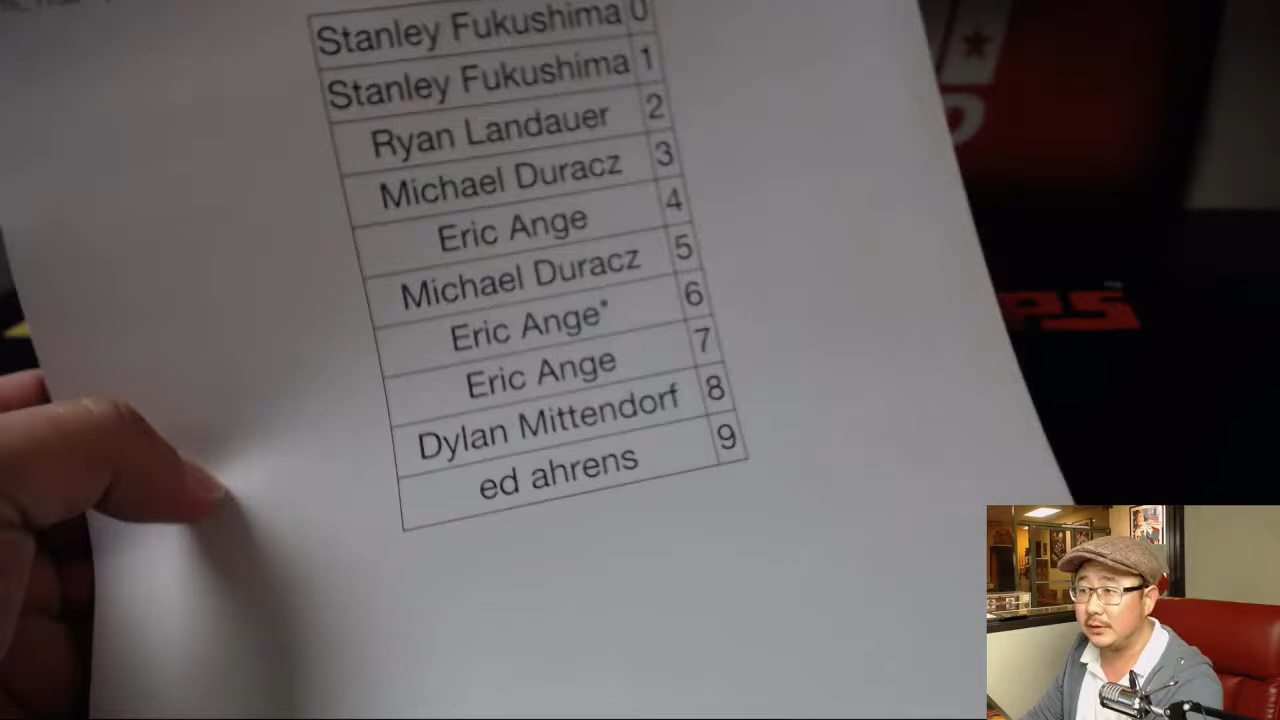 Stanley Fukushima 0
Stanley Fukushima 1
Ryan Landauer 2
Michael Duracz 3
Eric Ange 4
Michael Duracz 5
Eric Ange* 6
Eric Ange 7
Dylan Mittendorf 8
ed ahrens 9